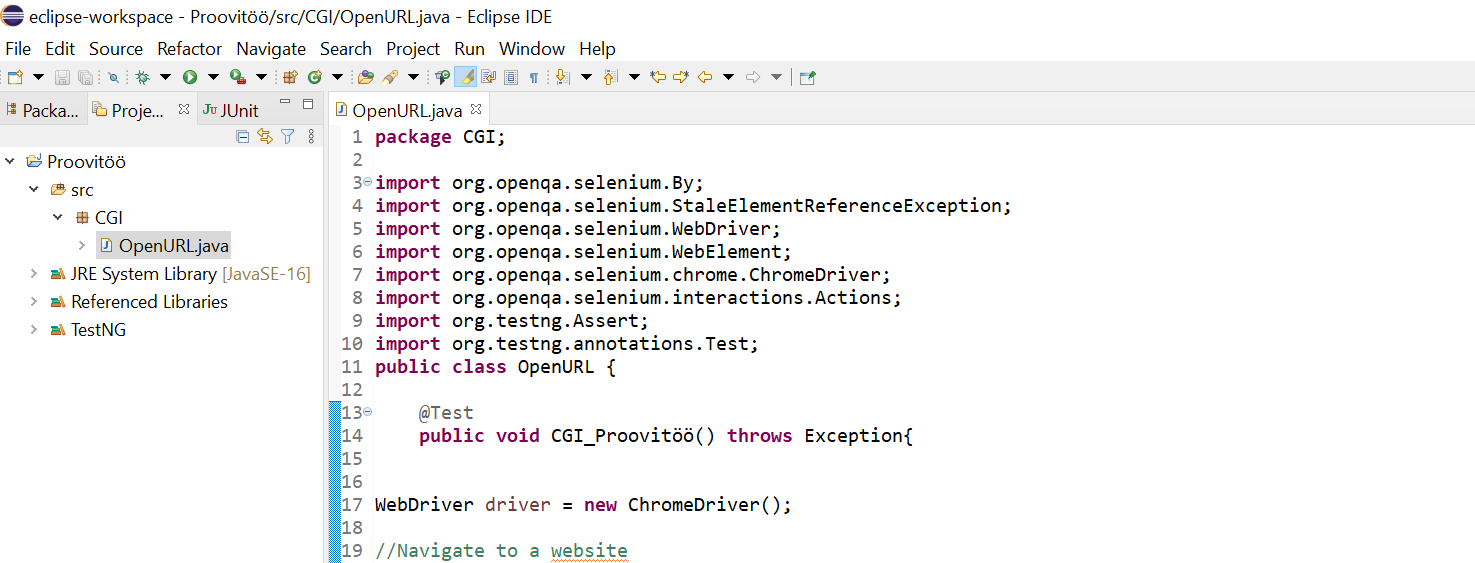 eclipse-workspace - Proovitöö/src/CGI/OpenURL.java - Eclipse IDE
File Edit Source Refactor Navigate Search Project Run Window Help
Packa... Proje... JUnit
OpenURL.java
Proovitöö
src
CGI
OpenURL.java
JRE System Library [JavaSE-16]
Referenced Libraries
TestNG
1 package CGI;
2
3 import org.openqa.selenium.By;
4 import org.openqa.selenium.StaleElementReferenceException;
5 import org.openqa.selenium.WebDriver;
6 import org.openqa.selenium.WebElement;
7 import org.openqa.selenium.chrome.ChromeDriver;
8 import org.openqa.selenium.interactions.Actions;
9 import org.testng.Assert;
10 import org.testng.annotations.Test;
11 public class OpenURL {
12
13 @Test
14 public void CGI_Proovitöö() throws Exception{
15
16
17 WebDriver driver = new ChromeDriver();
18
19 //Navigate to a website